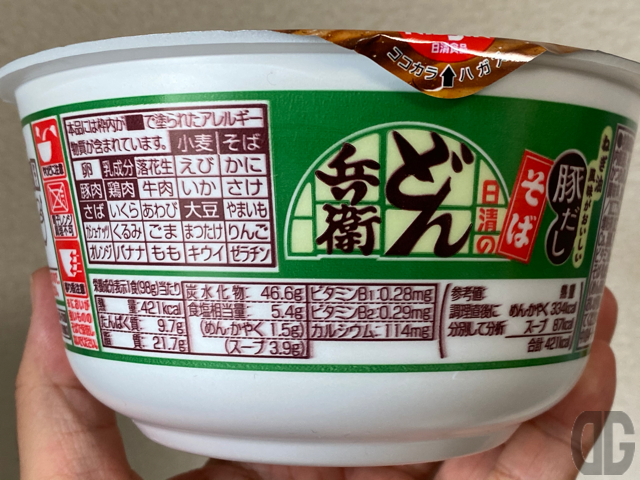 日清食品
ココカラ↑ハガ
本品には枠内が■で塗られたアレルギー
物質が含まれています。 小麦 そば
卵 乳成分 落花生 えび かに
豚肉 鶏肉 牛肉 いか さけ
さば いくら あわび 大豆 やまいも
カシューナッツ くるみ ごま まつたけ りんご
オレンジ バナナ もも キウイ ゼラチン
日清の
どん
兵衛
豚だし
そば
栄養成分表示1食(98g)当たり
熱量 421kcal
たんぱく質 9.7g
脂質 21.7g
炭水化物: 46.6g
食塩相当量: 5.4g
(めん・かやく 1.5g)
(スープ 3.9g)
ビタミンB1:0.28mg
ビタミンB2:0.29mg
カルシウム: 114mg
参考値:
調理直後に
分別して分析
熱量
めん・かやく 334kcal
スープ 87kcal
合計 421kcal
DG